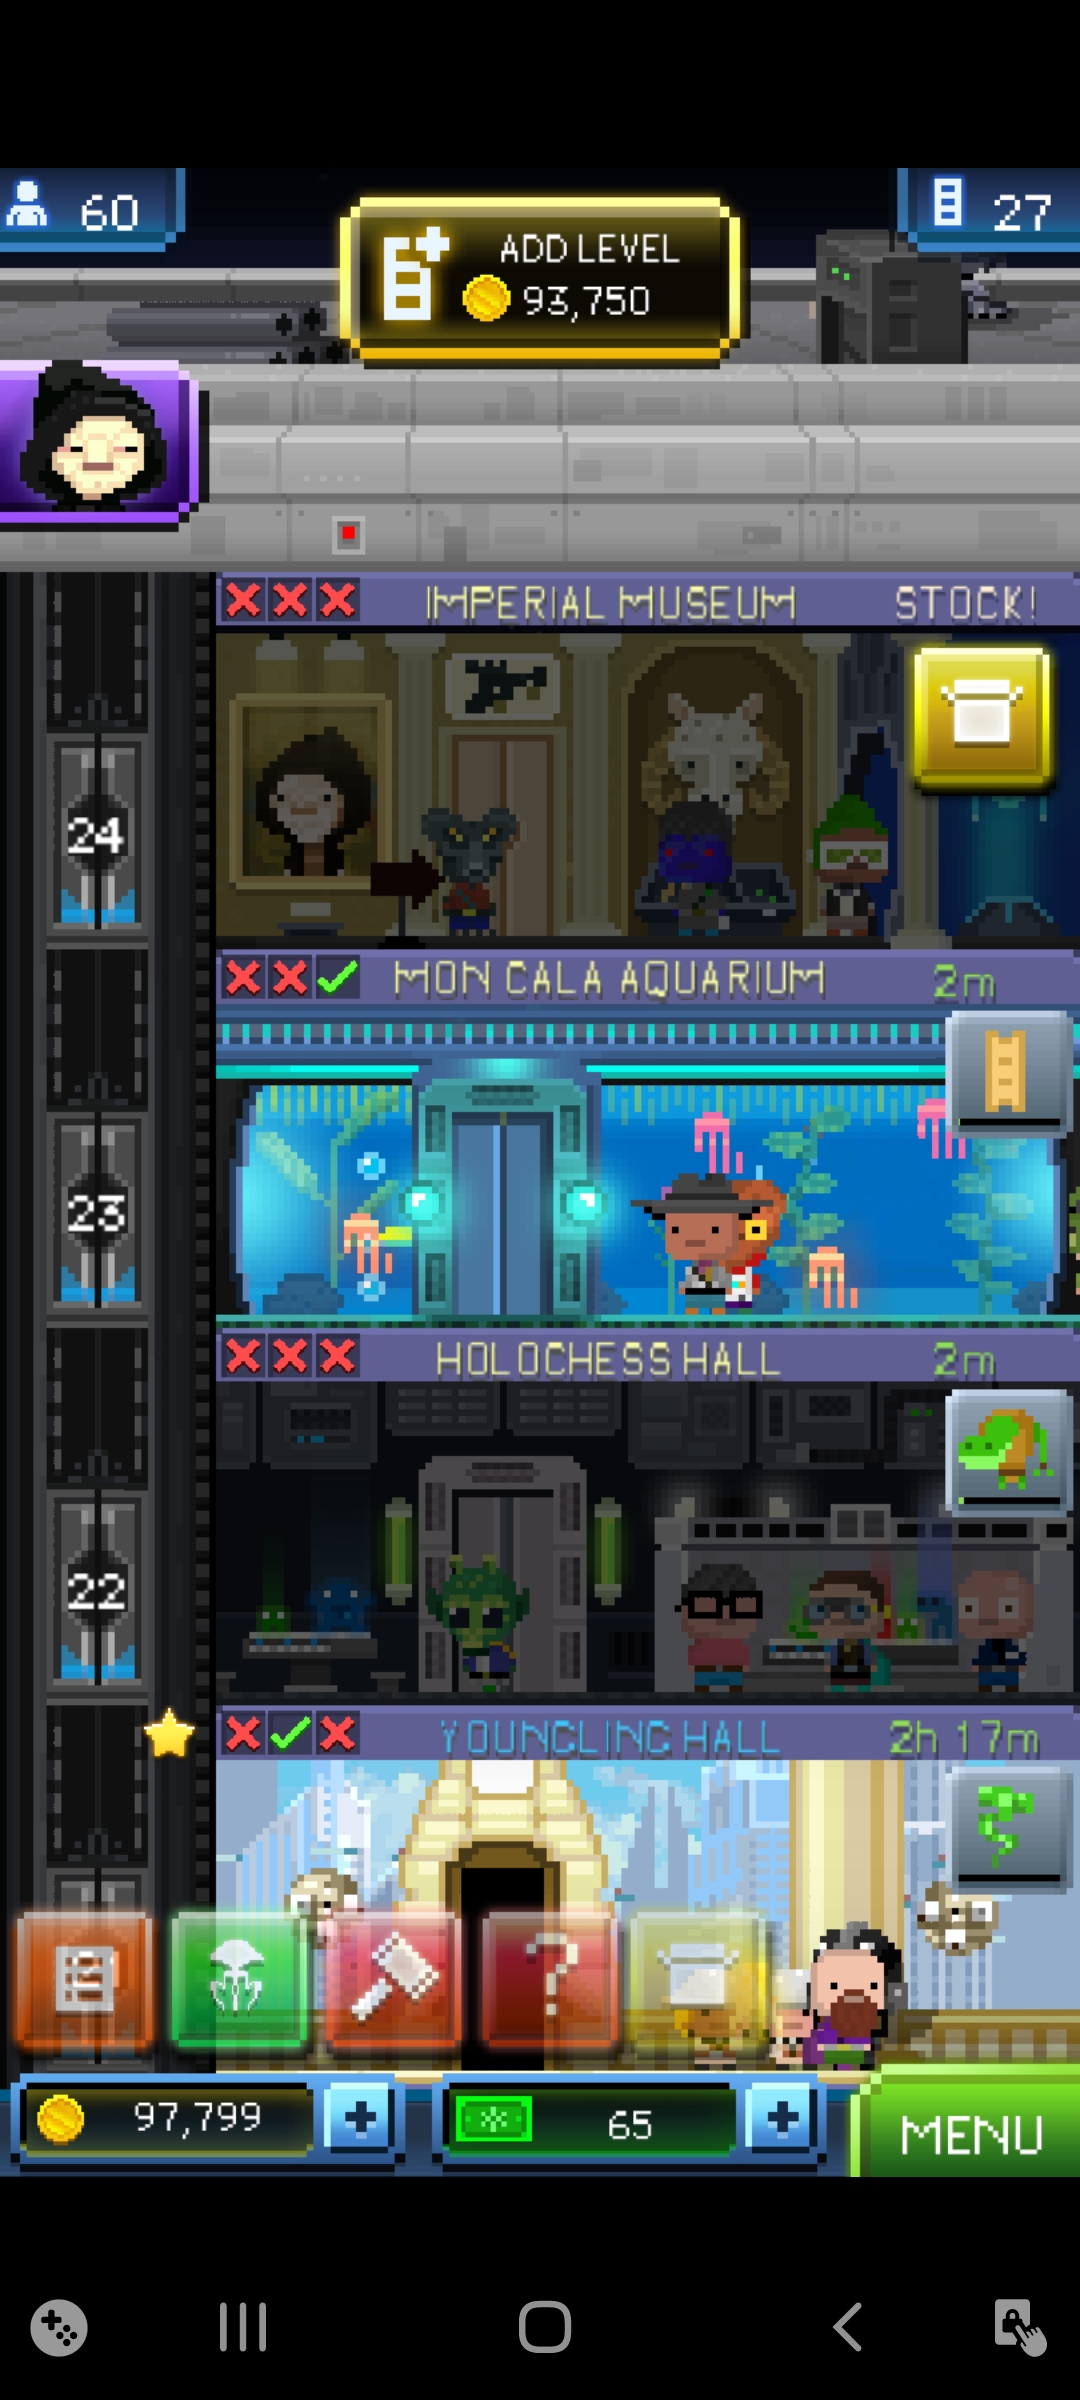 60
ADD LEVEL
93,750
27
IMPERIAL MUSEUM STOCK!
24
MON CALA AQUARIUM 2m
23
HOLOCHESS HALL 2m
22
YOUNGLING HALL 2h 17m
?
97,799 + 65 + MENU